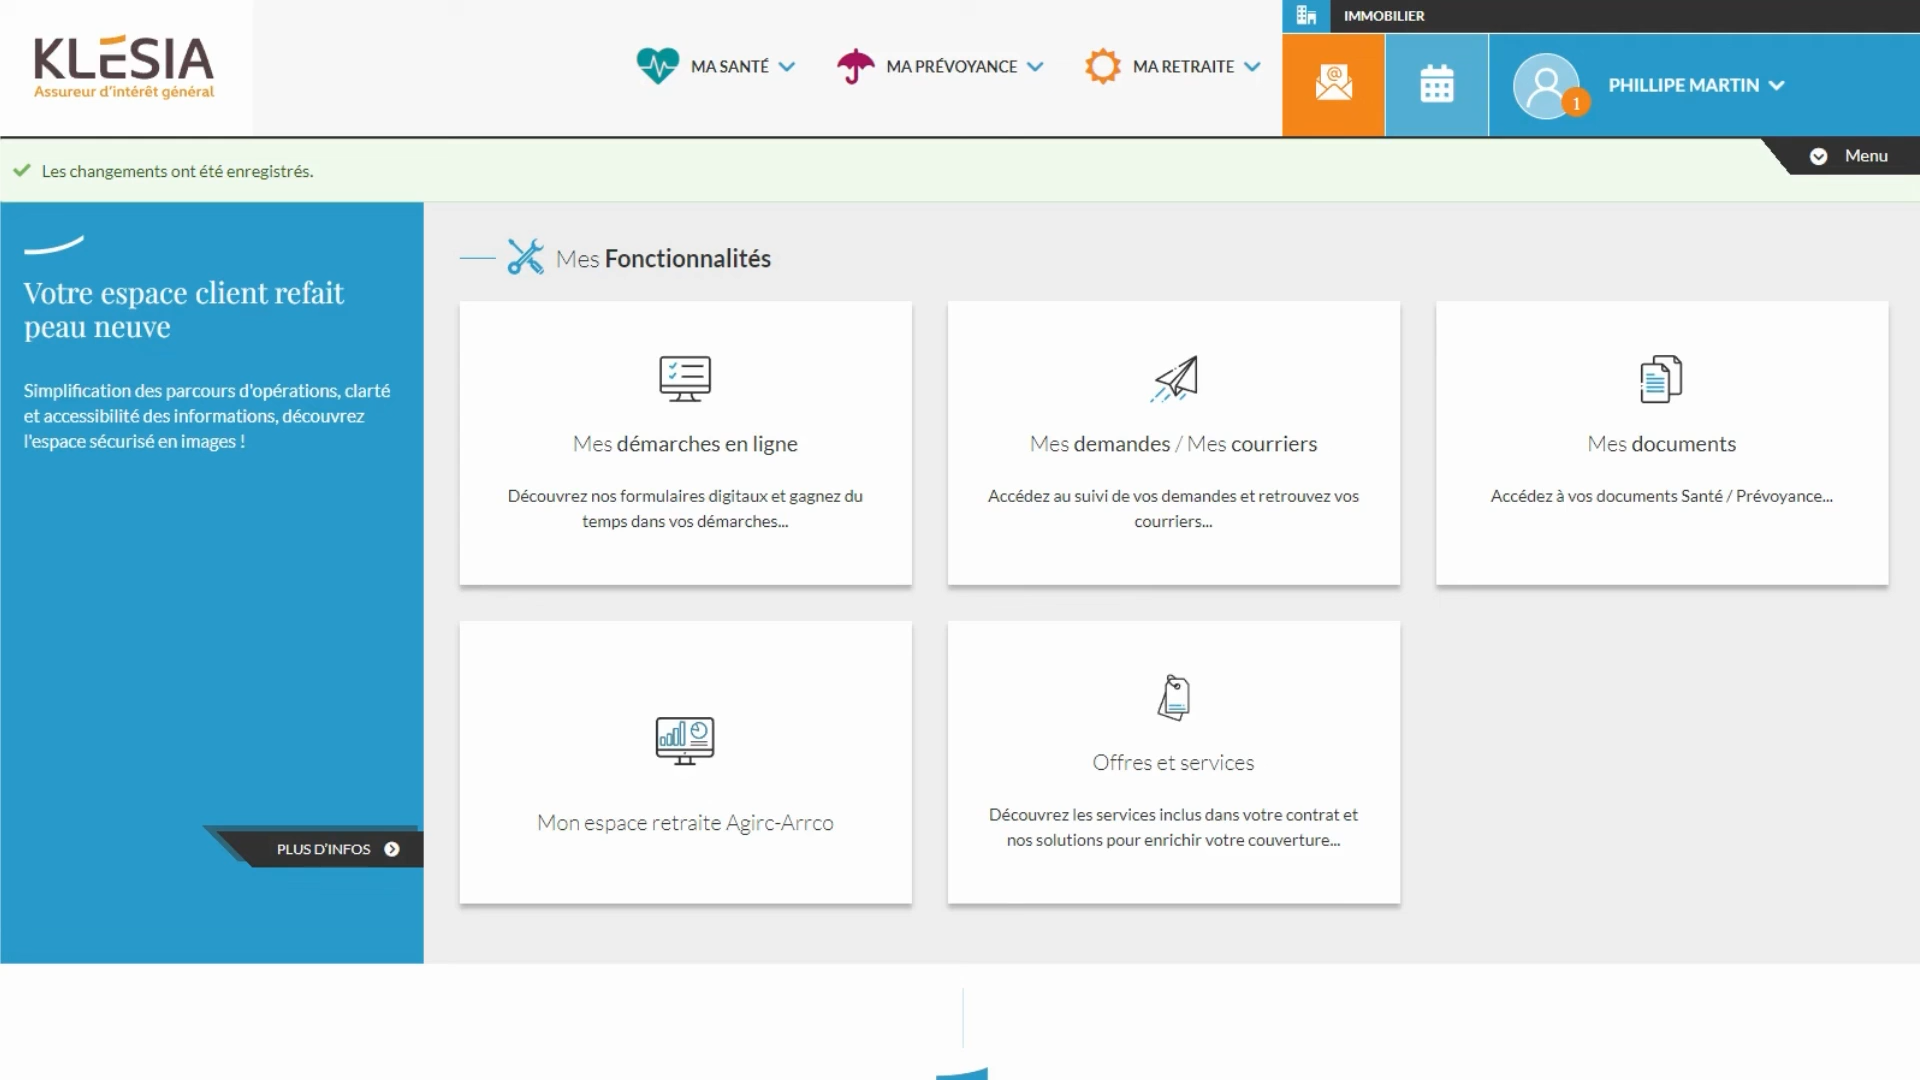 KLESIA
Assureur d'intérêt général
MA SANTÉ
MA PRÉVOYANCE
MA RETRAITE
IMMOBILIER
@
1
PHILLIPE MARTIN
Menu
Les changements ont été enregistrés.
Votre espace client refait
peau neuve
Simplification des parcours d'opérations, clarté
et accessibilité des informations, découvrez
l'espace sécurisé en images !
PLUS D'INFOS
Mes Fonctionnalités
Mes démarches en ligne
Découvrez nos formulaires digitaux et gagnez du
temps dans vos démarches...
Mes demandes / Mes courriers
Accédez au suivi de vos demandes et retrouvez vos
courriers...
Mes documents
Accédez à vos documents Santé / Prévoyance...
Mon espace retraite Agirc-Arrco
Offres et services
Découvrez les services inclus dans votre contrat et
nos solutions pour enrichir votre couverture...